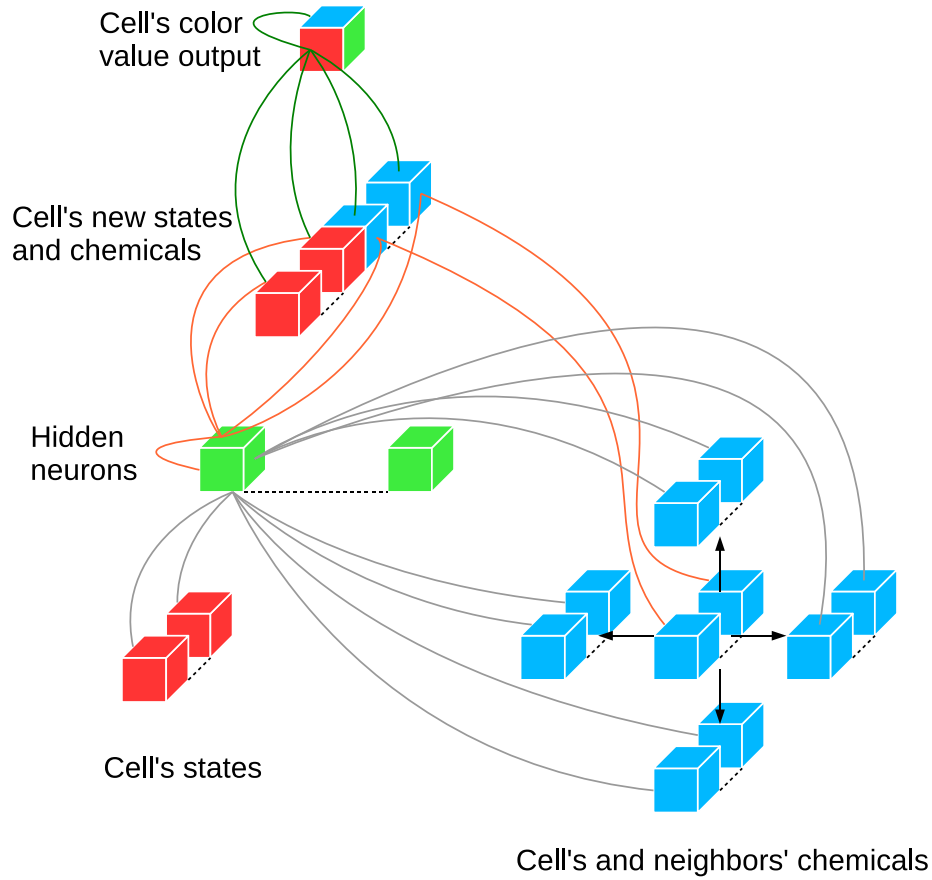 Cell's color
value output
Cell's new states
and chemicals
Hidden
neurons
Cell's states
Cell's and neighbors' chemicals